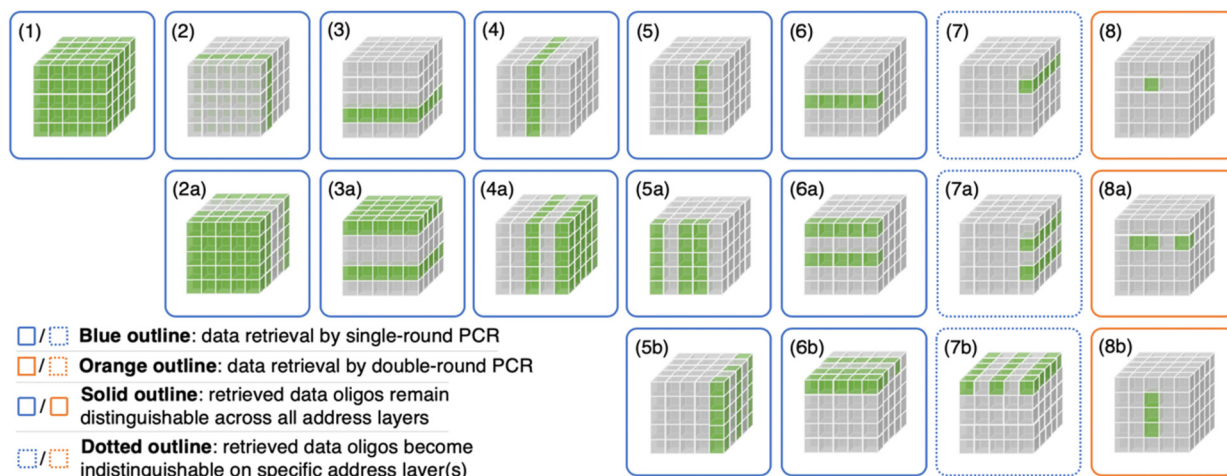 (1) (2) (3) (4) (5) (6) (7) (8)
(2a) (3a) (4a) (5a) (6a) (7a) (8a)
(5b) (6b) (7b) (8b)
/ Blue outline: data retrieval by single-round PCR
/ Orange outline: data retrieval by double-round PCR
/ Solid outline: retrieved data oligos remain
distinguishable across all address layers
/ Dotted outline: retrieved data oligos become
indistinguishable on specific address layer(s)